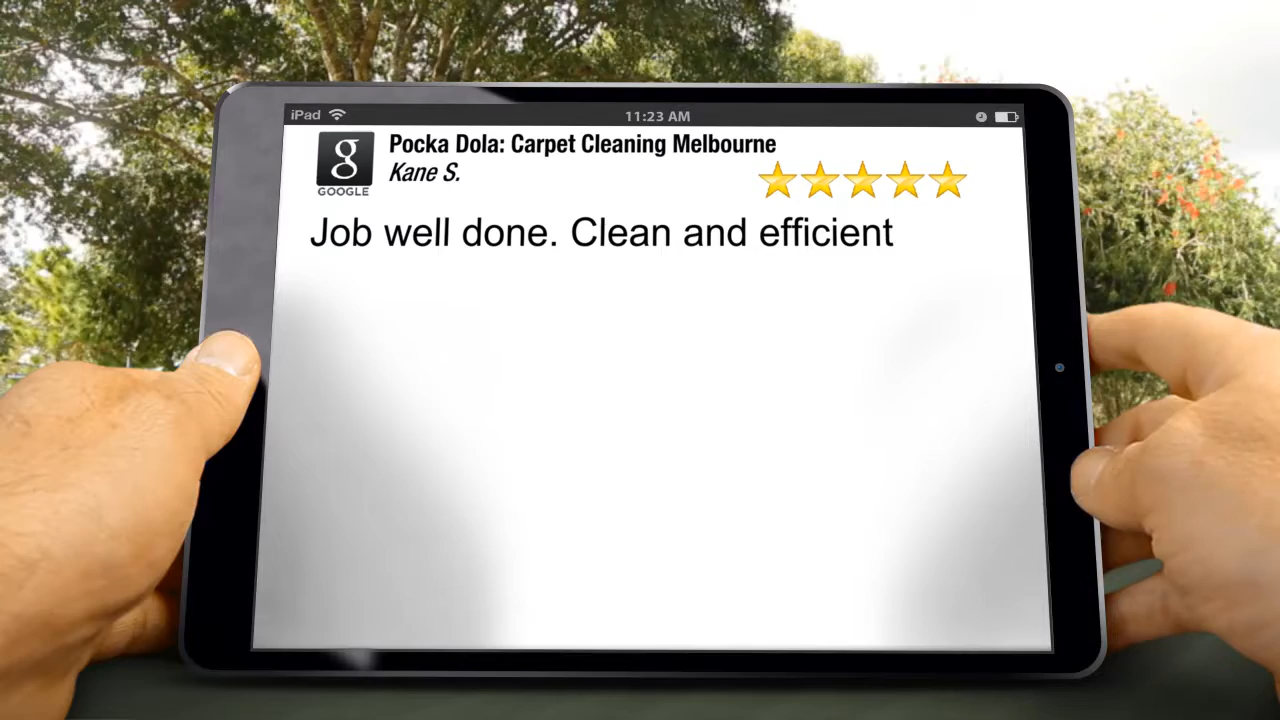 iPad 11:23 AM
g
GOOGLE
Pocka Dola: Carpet Cleaning Melbourne
Kane S.
Job well done. Clean and efficient